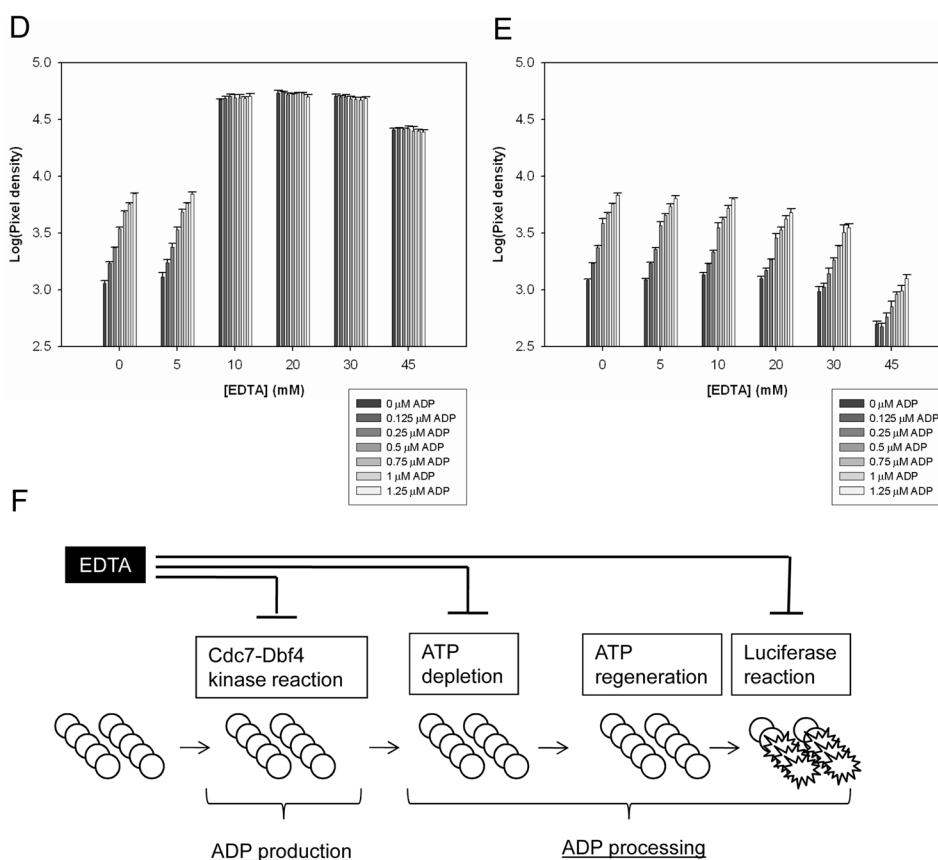 D
E
5.0
4.5
4.0
3.5
3.0
2.5
Log(Pixel density)
0 5 10 20 30 45
[EDTA] (mM)
5.0
4.5
4.0
3.5
3.0
2.5
Log(Pixel density)
0 5 10 20 30 45
[EDTA] (mM)
0 µM ADP
0.125 µM ADP
0.25 µM ADP
0.5 µM ADP
0.75 µM ADP
1 µM ADP
1.25 µM ADP
0 µM ADP
0.125 µM ADP
0.25 µM ADP
0.5 µM ADP
0.75 µM ADP
1 µM ADP
1.25 µM ADP
F
EDTA
Cdc7-Dbf4
kinase reaction
ATP
depletion
ATP
regeneration
Luciferase
reaction
ADP production
ADP processing